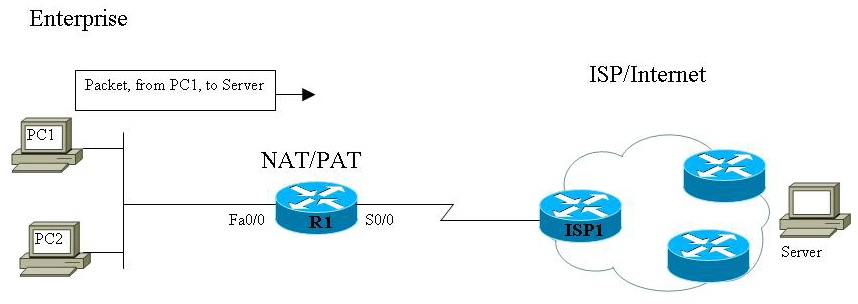 Enterprise
Packet, from PC1, to Server
ISP/Internet
PC1
NAT/PAT
Fa0/0
R1
S0/0
PC2
ISP1
Server